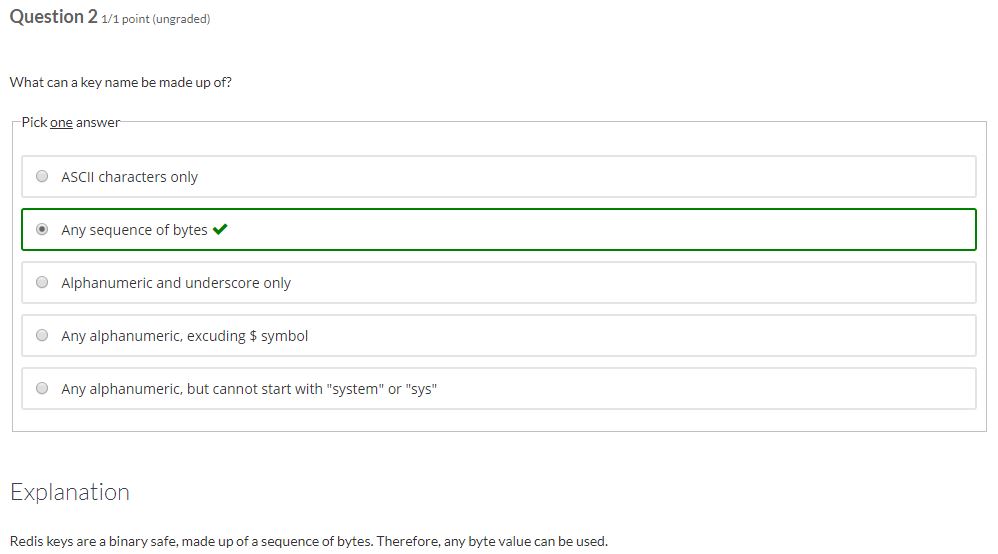 Question 2 1/1 point (ungraded)
What can a key name be made up of?
Pick one answer
ASCII characters only
Any sequence of bytes
Alphanumeric and underscore only
Any alphanumeric, excuding $ symbol
Any alphanumeric, but cannot start with "system" or "sys"
Explanation
Redis keys are a binary safe, made up of a sequence of bytes. Therefore, any byte value can be used.